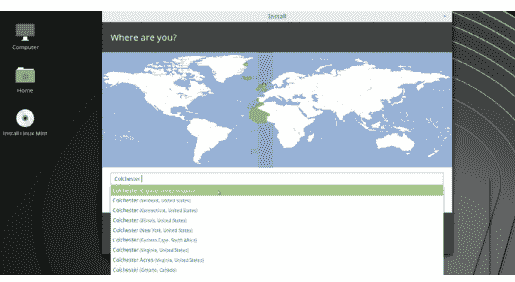 Install
Where are you?
Computer
Home
Install Linux Mint
Colchester
Colchester
Colchester (Vermont, United States)
Colchester (Connecticut, United States)
Colchester (Illinois, United States)
Colchester (New York, United States)
Colchester (Eastern Cape, South Africa)
Colchester (Virginia, United States)
Colchester Acres (Virginia, United States)
Colchester (Ontario, Canada)